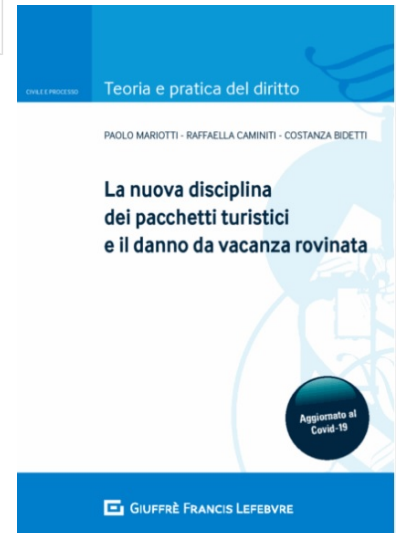 CIVILE E PROCESSO
Teoria e pratica del diritto
PAOLO MARIOTTI - RAFFAELLA CAMINITI - COSTANZA BIDETTI
La nuova disciplina
dei pacchetti turistici
e il danno da vacanza rovinata
Aggiornato al
Covid-19
GIUFFRÈ FRANCIS LEFEBVRE